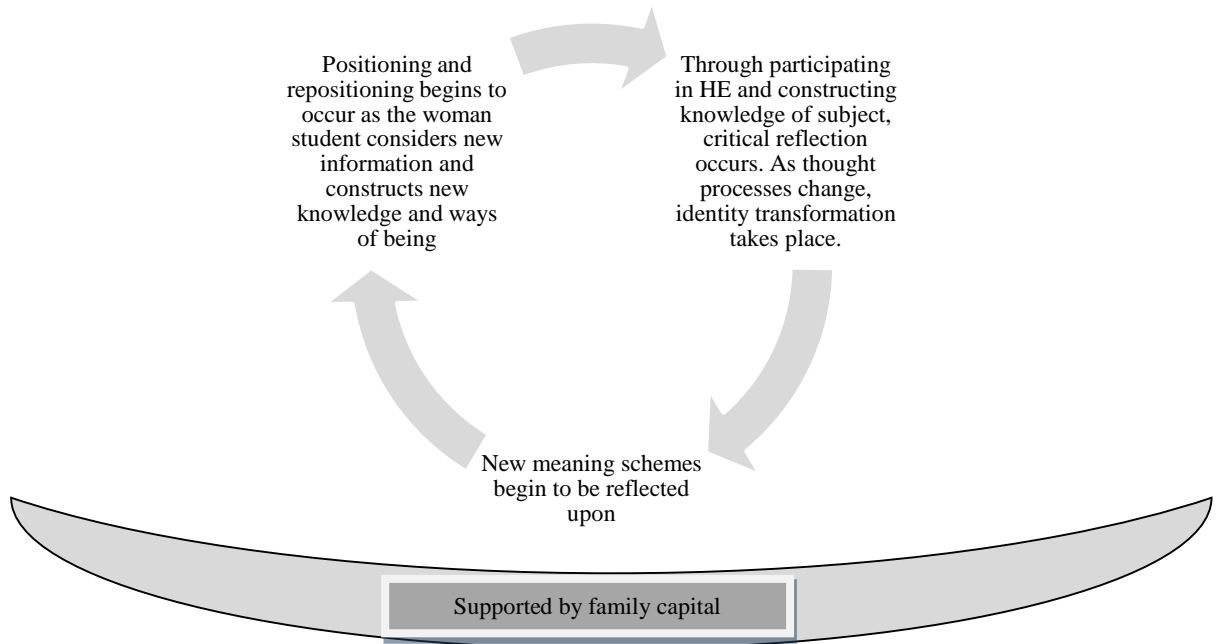 Positioning and
repositioning begins to
occur as the woman
student considers new
information and
constructs new
knowledge and ways
of being
Through participating
in HE and constructing
knowledge of subject,
critical reflection
occurs. As thought
processes change,
identity transformation
takes place.
New meaning schemes
begin to be reflected
upon
Supported by family capital